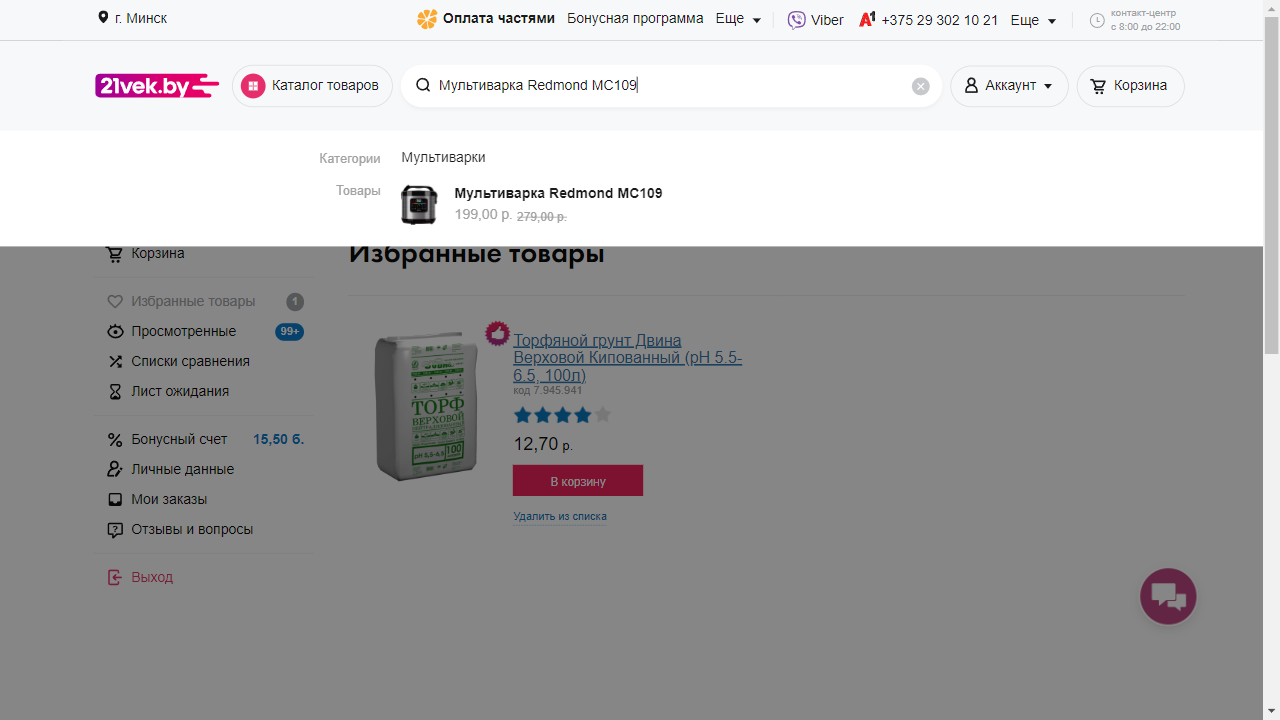 г. Минск
Оплата частями Бонусная программа Еще
Viber
+375 29 302 10 21 Еще
контакт-центр
с 8:00 до 22:00
21vek.by
Каталог товаров
Мультиварка Redmond MC109
Аккаунт
Корзина
Категории Мультиварки
Товары
Мультиварка Redmond MC109
199,00 р. 279,00 р.
Корзина
Избранные товары
Избранные товары 1
Просмотренные 99+
Списки сравнения
Лист ожидания
Бонусный счет 15,50 б.
Личные данные
Мои заказы
Отзывы и вопросы
Выход
ТОРФ
ВЕРХОВОЙ
pH 5,5-6,5 100
Торфяной грунт Двина
Верховой Кипованный (pH 5.5-
6.5, 100л)
код 7.945.941
12,70 р.
В корзину
Удалить из списка